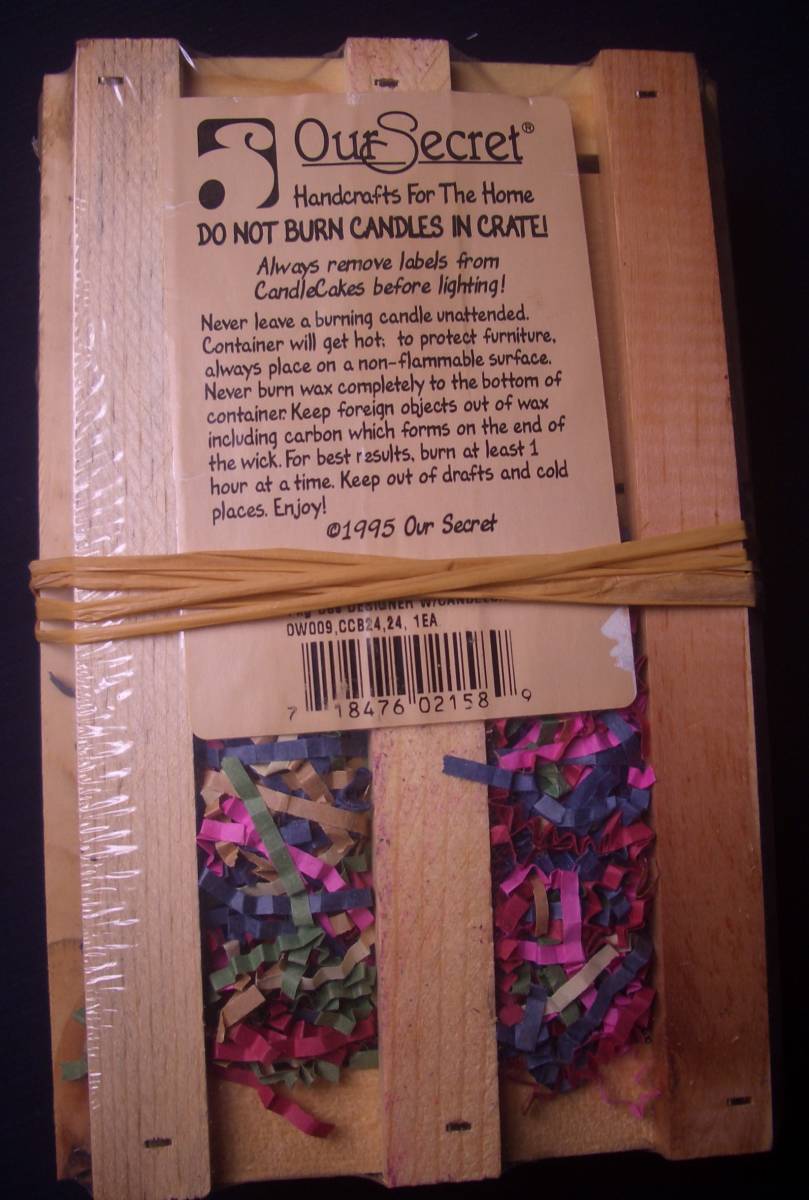 Our Secret®
Handcrafts For The Home
DO NOT BURN CANDLES IN CRATE!
Always remove labels from
CandleCakes before lighting!
Never leave a burning candle unattended.
Container will get hot; to protect furniture,
always place on a non-flammable surface.
Never burn wax completely to the bottom of
container. Keep foreign objects out of wax
including carbon which forms on the end of
the wick. For best results, burn at least 1
hour at a time. Keep out of drafts and cold
places. Enjoy!
©1995 Our Secret
DESIGNER
DW009,CCB24,24, 1EA
7 18476 02158 9